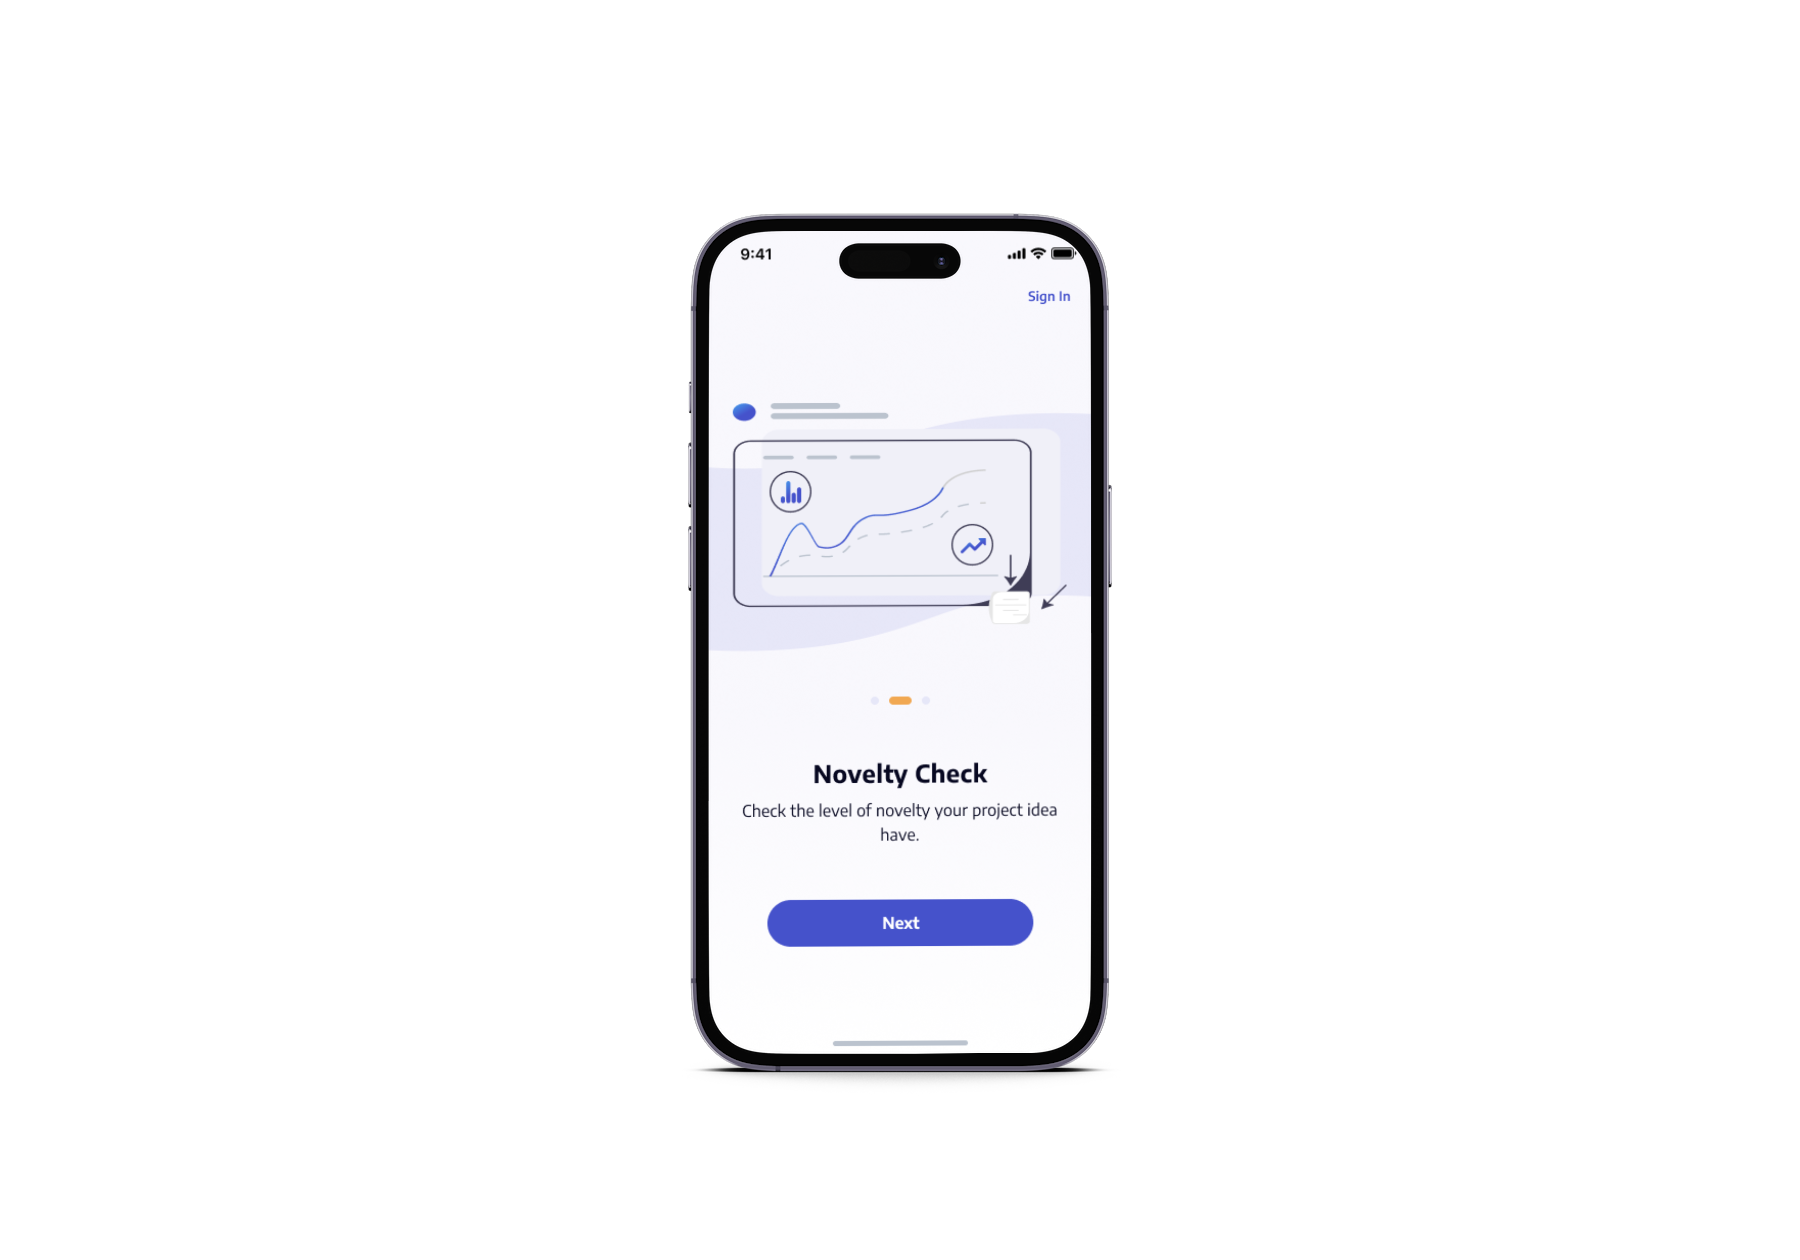 9:41
Sign In
Novelty Check
Check the level of novelty your project idea
have.
Next